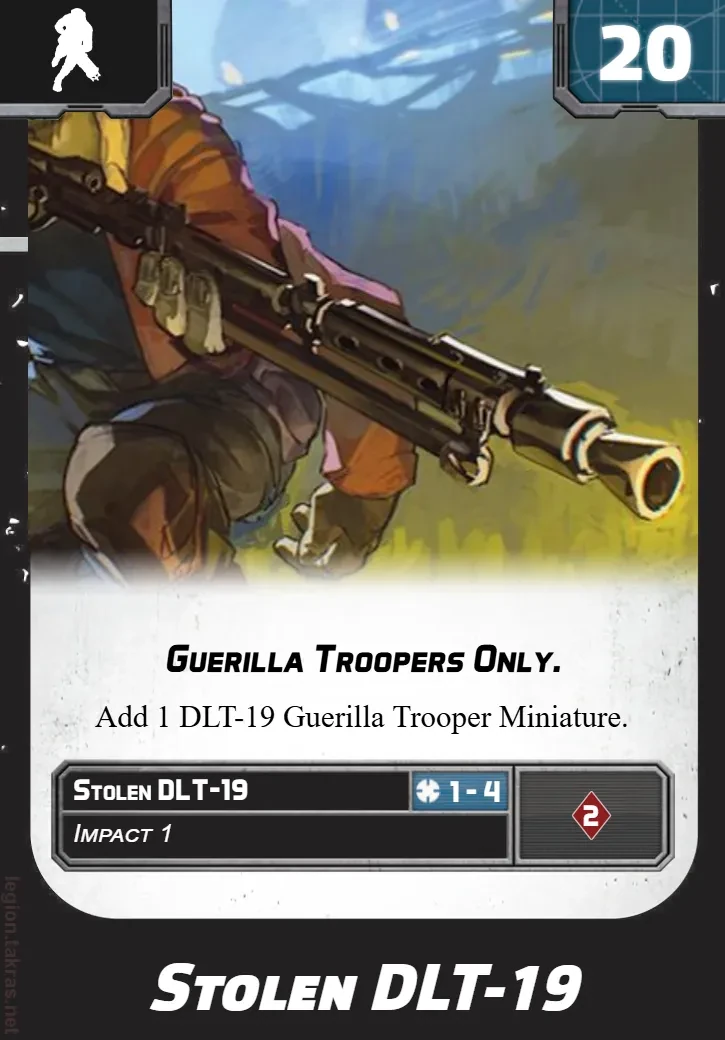 20
Guerilla Troopers Only.
Add 1 DLT-19 Guerilla Trooper Miniature.
Stolen DLT-19
1 - 4
Impact 1
2
legion.takras.net
Stolen DLT-19